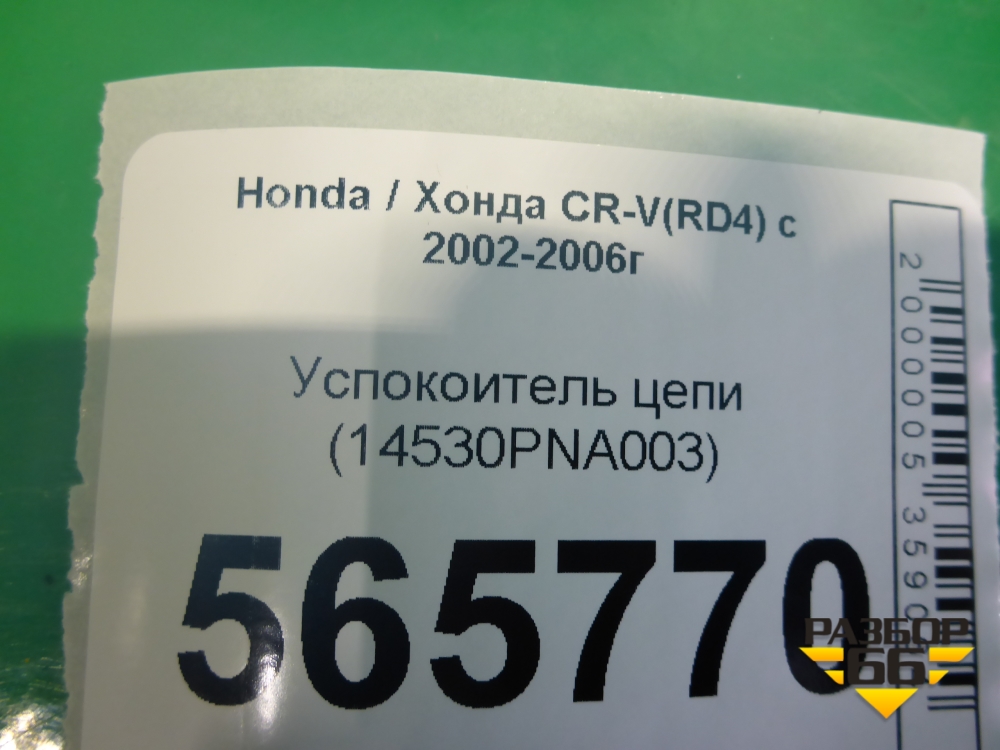 Honda / Хонда CR-V(RD4) с
2002-2006г
Успокоитель цепи
(14530PNA003)
565770
РАЗБОР
66